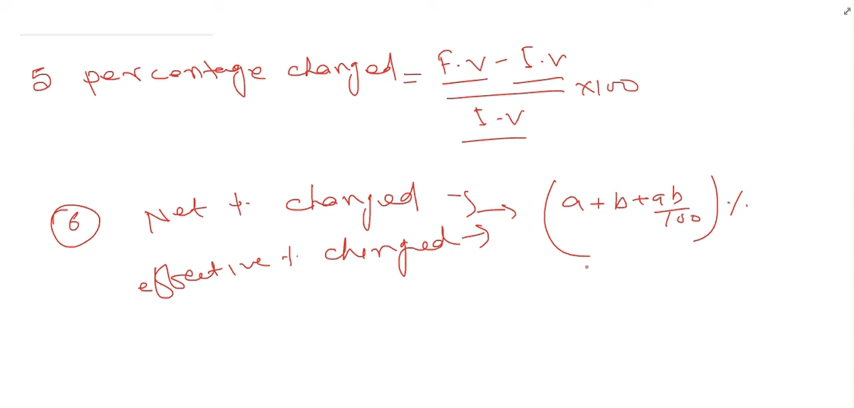 5 percentage changed = F.V - I.V / I.V ×100
6 Net % changed → (a + b + ab/100) %
effective % changed →